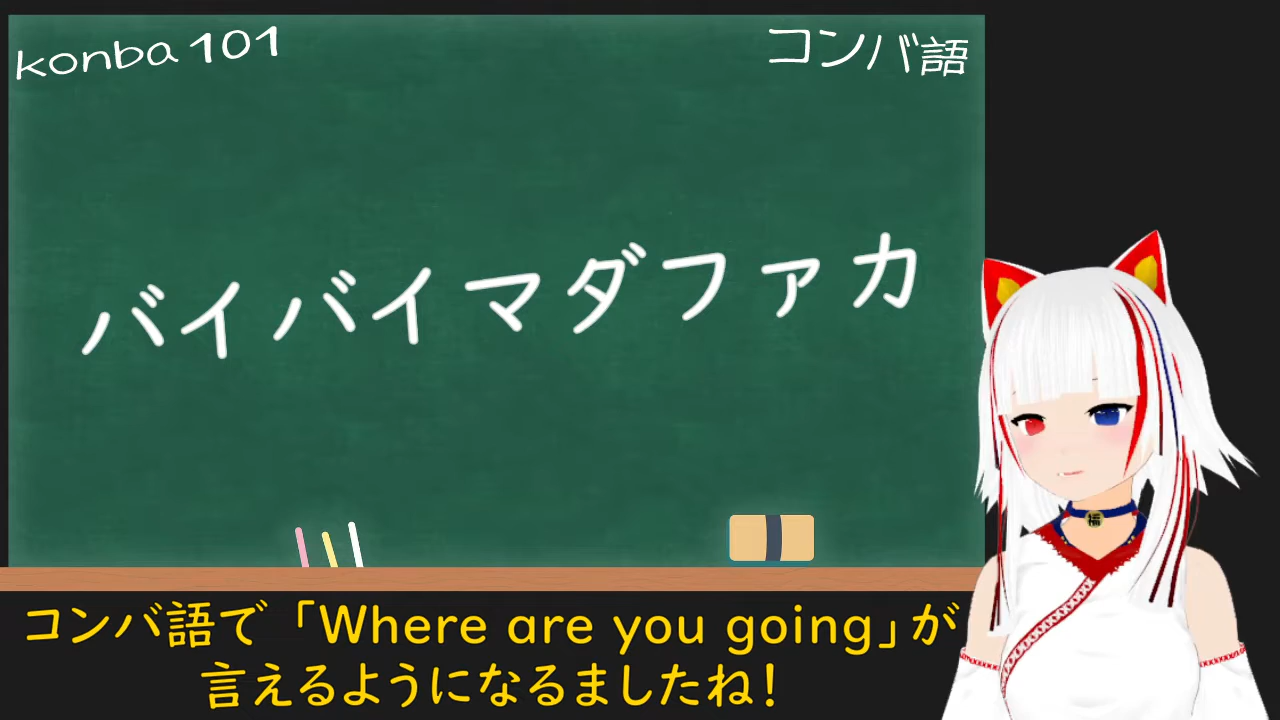 konba 101
コンバ語
バイバイマダファカ
福
コンバ語で「Where are you going」が
言えるようになるましたね!